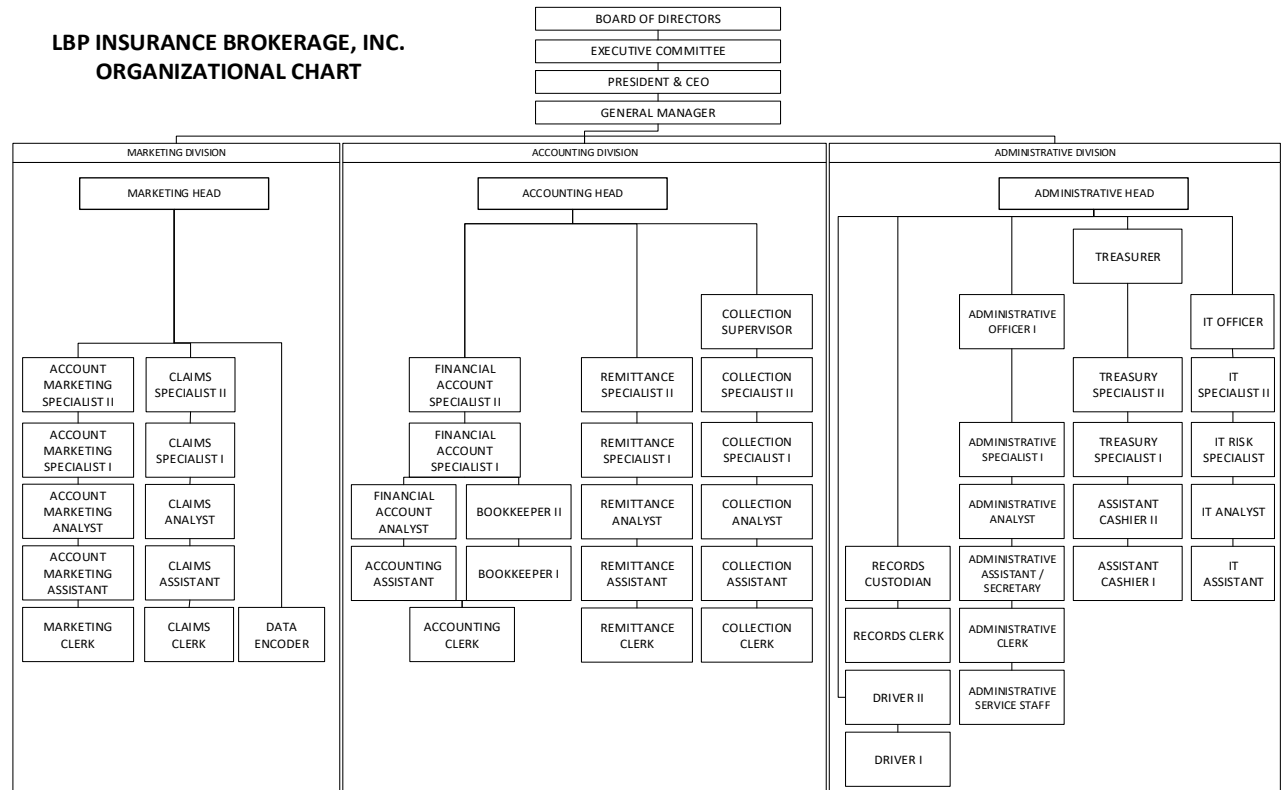 LBP INSURANCE BROKERAGE, INC.
ORGANIZATIONAL CHART
BOARD OF DIRECTORS
EXECUTIVE COMMITTEE
PRESIDENT & CEO
GENERAL MANAGER
MARKETING DIVISION
MARKETING HEAD
ACCOUNT
MARKETING
SPECIALIST II
ACCOUNT
MARKETING
SPECIALIST I
ACCOUNT
MARKETING
ANALYST
ACCOUNT
MARKETING
ASSISTANT
MARKETING
CLERK
CLAIMS
SPECIALIST II
CLAIMS
SPECIALIST I
CLAIMS
ANALYST
CLAIMS
ASSISTANT
CLAIMS
CLERK
DATA
ENCODER
ACCOUNTING DIVISION
ACCOUNTING HEAD
FINANCIAL
ACCOUNT
SPECIALIST II
FINANCIAL
ACCOUNT
SPECIALIST I
FINANCIAL
ACCOUNT
ANALYST
BOOKKEEPER II
ACCOUNTING
ASSISTANT
BOOKKEEPER I
ACCOUNTING
CLERK
REMITTANCE
SPECIALIST II
REMITTANCE
SPECIALIST I
REMITTANCE
ANALYST
REMITTANCE
ASSISTANT
REMITTANCE
CLERK
COLLECTION
SUPERVISOR
COLLECTION
SPECIALIST II
COLLECTION
SPECIALIST I
COLLECTION
ANALYST
COLLECTION
ASSISTANT
COLLECTION
CLERK
ADMINISTRATIVE DIVISION
ADMINISTRATIVE HEAD
RECORDS
CUSTODIAN
RECORDS CLERK
DRIVER II
DRIVER I
ADMINISTRATIVE
OFFICER I
ADMINISTRATIVE
SPECIALIST I
ADMINISTRATIVE
ANALYST
ADMINISTRATIVE
ASSISTANT /
SECRETARY
ADMINISTRATIVE
CLERK
ADMINISTRATIVE
SERVICE STAFF
TREASURER
TREASURY
SPECIALIST II
TREASURY
SPECIALIST I
ASSISTANT
CASHIER II
ASSISTANT
CASHIER I
IT OFFICER
IT
SPECIALIST II
IT RISK
SPECIALIST
IT ANALYST
IT
ASSISTANT